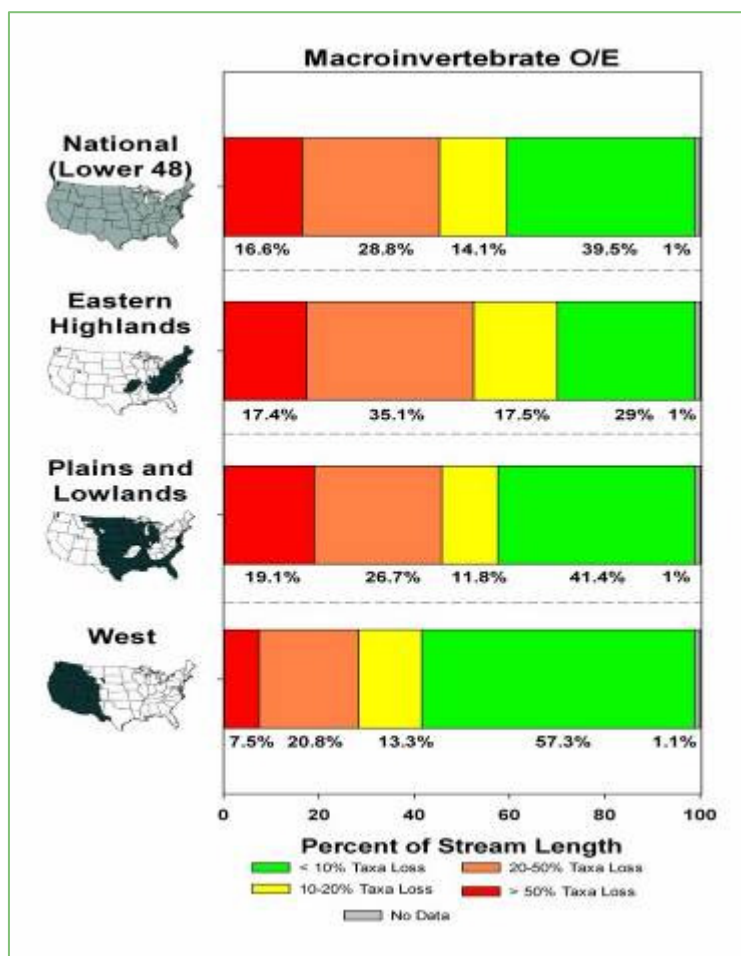 Macroinvertebrate O/E
National
(Lower 48)
16.6% 28.8% 14.1% 39.5% 1%
Eastern
Highlands
17.4% 35.1% 17.5% 29% 1%
Plains and
Lowlands
19.1% 26.7% 11.8% 41.4% 1%
West
7.5% 20.8% 13.3% 57.3% 1.1%
0 20 40 60 80 100
Percent of Stream Length
< 10% Taxa Loss 20-50% Taxa Loss
10-20% Taxa Loss > 50% Taxa Loss
No Data